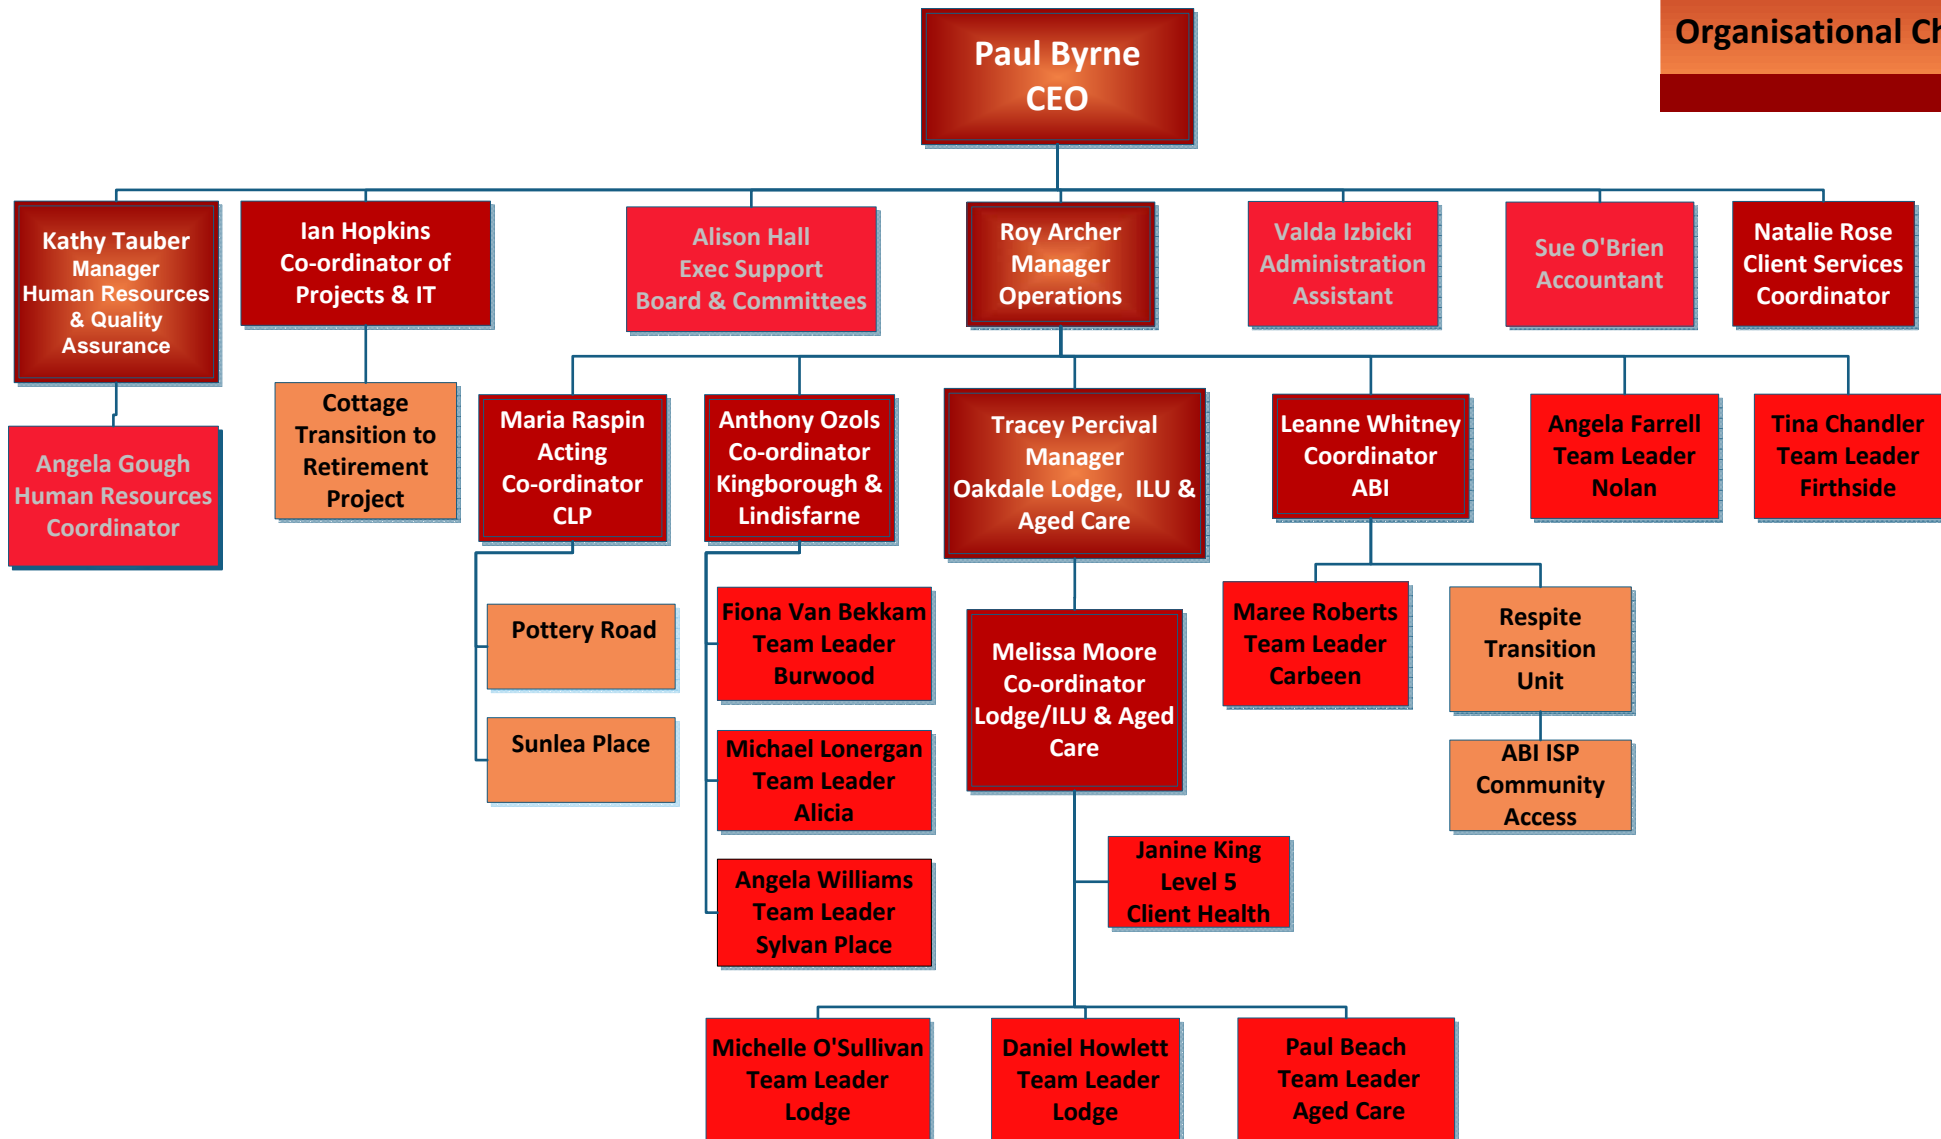 Organisational Ch
Paul Byrne
CEO
Kathy Tauber
Manager
Human Resources
& Quality
Assurance
Ian Hopkins
Co-ordinator of
Projects & IT
Alison Hall
Exec Support
Board & Committees
Roy Archer
Manager
Operations
Valda Izbicki
Administration
Assistant
Sue O'Brien
Accountant
Natalie Rose
Client Services
Coordinator
Angela Gough
Human Resources
Coordinator
Cottage
Transition to
Retirement
Project
Maria Raspin
Acting
Co-ordinator
CLP
Anthony Ozols
Co-ordinator
Kingborough &
Lindisfarne
Tracey Percival
Manager
Oakdale Lodge, ILU &
Aged Care
Leanne Whitney
Coordinator
ABI
Angela Farrell
Team Leader
Nolan
Tina Chandler
Team Leader
Firthside
Pottery Road
Sunlea Place
Fiona Van Bekkam
Team Leader
Burwood
Michael Lonergan
Team Leader
Alicia
Angela Williams
Team Leader
Sylvan Place
Melissa Moore
Co-ordinator
Lodge/ILU & Aged
Care
Maree Roberts
Team Leader
Carbeen
Respite
Transition
Unit
ABI ISP
Community
Access
Janine King
Level 5
Client Health
Michelle O'Sullivan
Team Leader
Lodge
Daniel Howlett
Team Leader
Lodge
Paul Beach
Team Leader
Aged Care